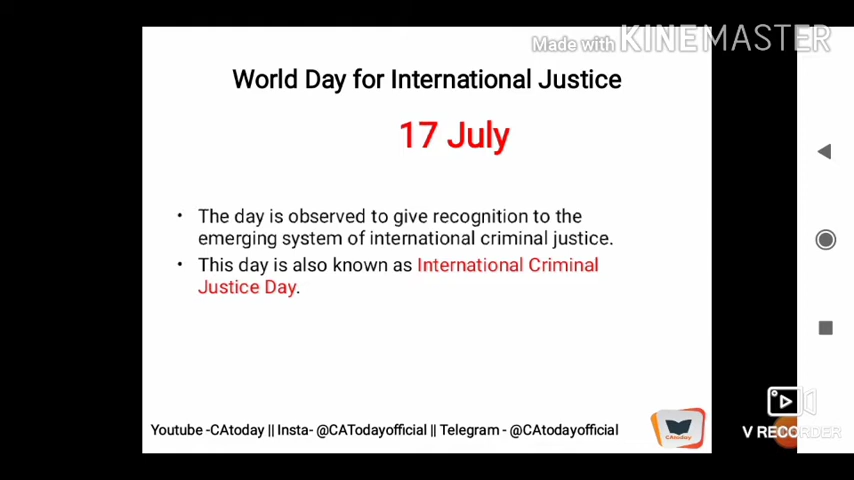 Made with KINEMASTER
World Day for International Justice
17 July
• The day is observed to give recognition to the
emerging system of international criminal justice.
• This day is also known as International Criminal
Justice Day.
Youtube -CAtoday || Insta- @CATodayofficial || Telegram - @CAtodayofficial
CAtoday
V RECORDER